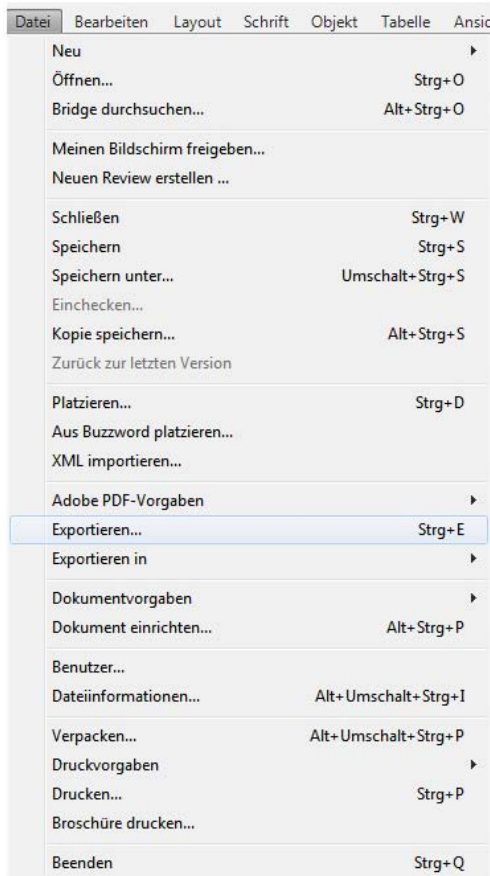 Datei Bearbeiten Layout Schrift Objekt Tabelle Ansic
Neu
Öffnen... Strg+O
Bridge durchsuchen... Alt+Strg+O
Meinen Bildschirm freigeben...
Neuen Review erstellen ...
Schließen Strg+W
Speichern Strg+S
Speichern unter... Umschalt+Strg+S
Einchecken...
Kopie speichern... Alt+Strg+S
Zurück zur letzten Version
Platzieren... Strg+D
Aus Buzzword platzieren...
XML importieren...
Adobe PDF-Vorgaben
Exportieren... Strg+E
Exportieren in
Dokumentvorgaben
Dokument einrichten... Alt+Strg+P
Benutzer...
Dateiinformationen... Alt+Umschalt+Strg+I
Verpacken... Alt+Umschalt+Strg+P
Druckvorgaben
Drucken... Strg+P
Broschüre drucken...
Beenden Strg+Q